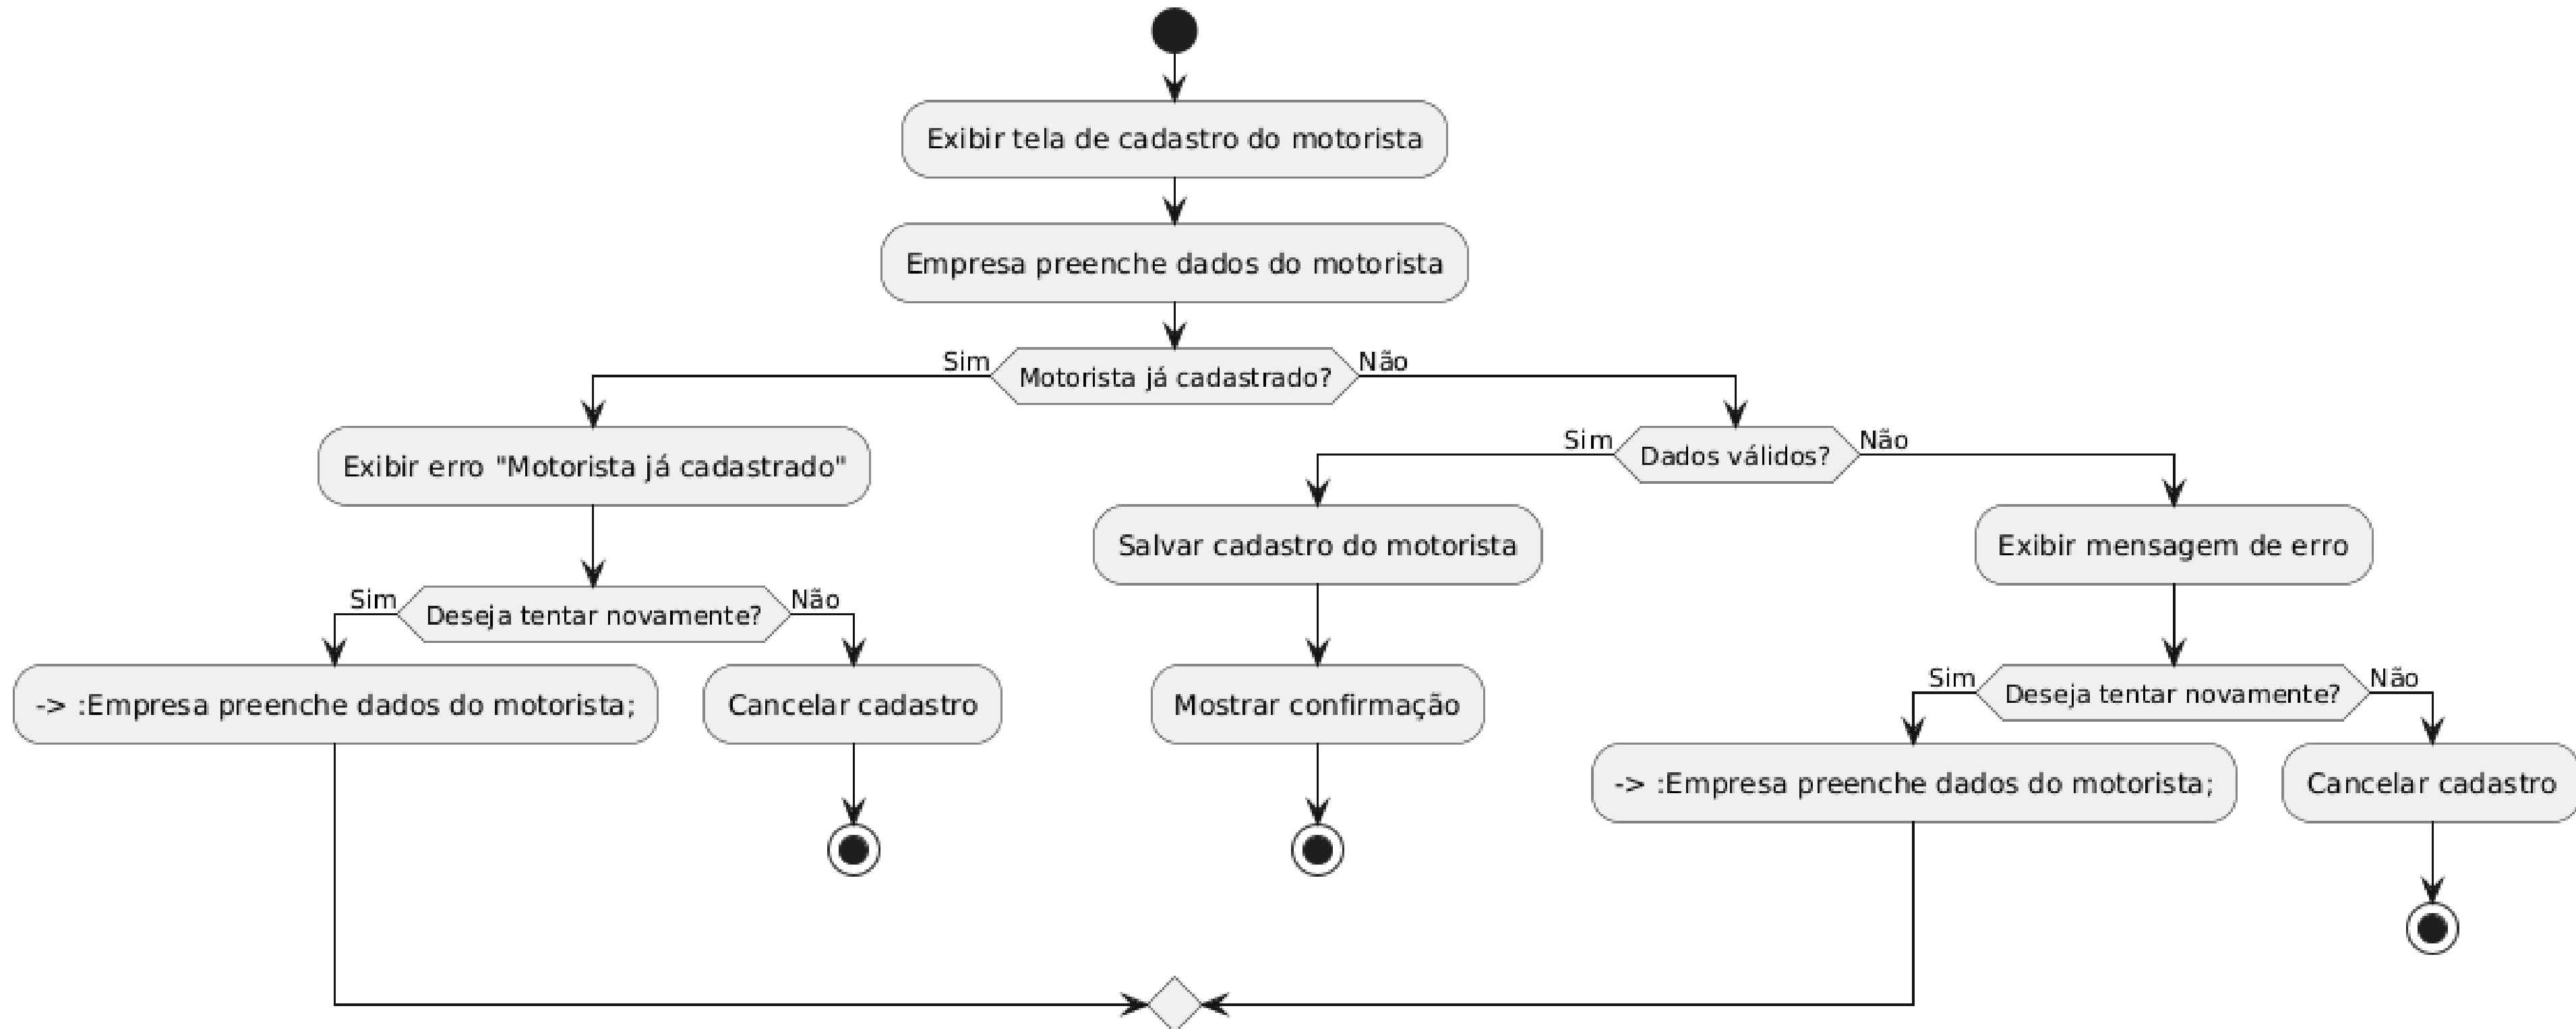 Exibir tela de cadastro do motorista
Empresa preenche dados do motorista
Sim
Motorista já cadastrado?
Não
Exibir erro "Motorista já cadastrado"
Sim
Dados válidos?
Não
Salvar cadastro do motorista
Exibir mensagem de erro
Sim
Deseja tentar novamente?
Não
-> :Empresa preenche dados do motorista;
Cancelar cadastro
Mostrar confirmação
Sim
Deseja tentar novamente?
Não
-> :Empresa preenche dados do motorista;
Cancelar cadastro